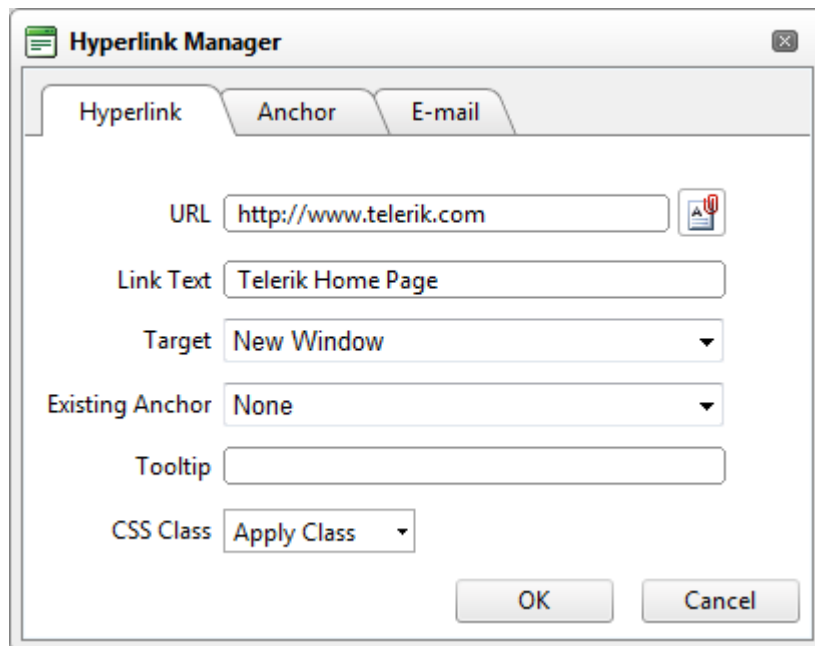 Hyperlink Manager
Hyperlink Anchor E-mail
URL http://www.telerik.com
Link Text Telerik Home Page
Target New Window
Existing Anchor None
Tooltip
CSS Class Apply Class
OK Cancel